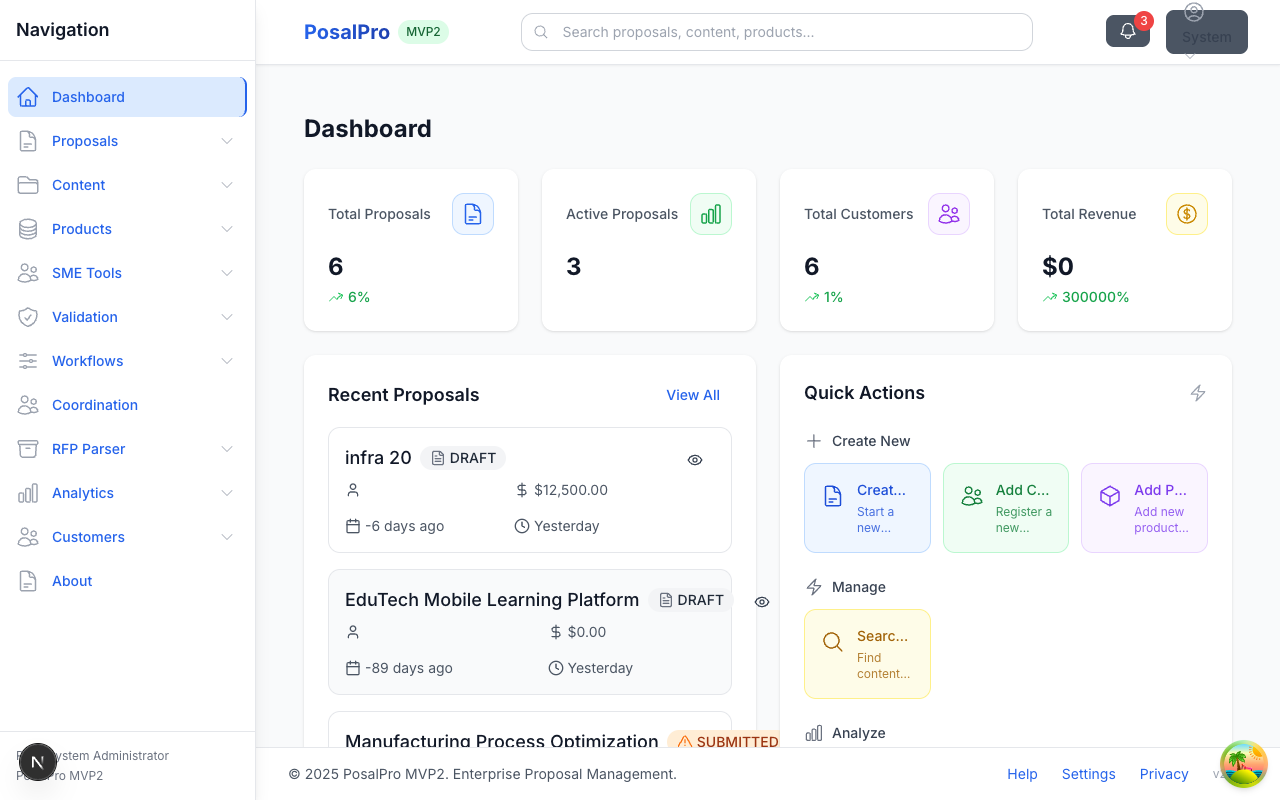 Navigation
Dashboard
Proposals
Content
Products
SME Tools
Validation
Workflows
Coordination
RFP Parser
Analytics
Customers
About
System Administrator
PosalPro MVP2
N
PosalPro MVP2
Search proposals, content, products...
3
System
Dashboard
Total Proposals
6
6%
Active Proposals
3
Total Customers
6
1%
Total Revenue
$0
300000%
Recent Proposals
View All
infra 20 DRAFT
$12,500.00
-6 days ago
Yesterday
EduTech Mobile Learning Platform DRAFT
$0.00
-89 days ago
Yesterday
Manufacturing Process Optimization SUBMITTED
Quick Actions
Create New
Creat...
Start a
new...
Add C...
Register a
new...
Add P...
Add new
product...
Manage
Searc...
Find
content...
Analyze
© 2025 PosalPro MVP2. Enterprise Proposal Management.
Help
Settings
Privacy